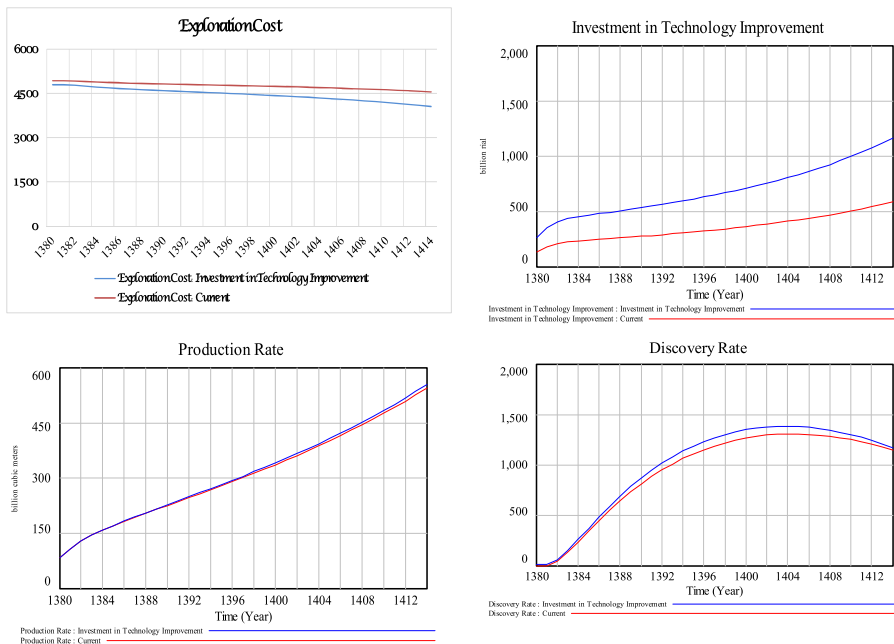 Exploration Cost
6000
4500
3000
1500
0
1380 1382 1384 1386 1388 1390 1392 1394 1396 1398 1400 1402 1404 1406 1408 1410 1412 1414
Exploration Cost Investment in Technology Improvement
Exploration Cost Current
Investment in Technology Improvement
2,000
1,500
1,000
500
0
billion rial
1380 1384 1388 1392 1396 1400 1404 1408 1412
Time (Year)
Investment in Technology Improvement : Investment in Technology Improvement
Investment in Technology Improvement : Current
Production Rate
600
450
300
150
0
billion cubic meters
1380 1384 1388 1392 1396 1400 1404 1408 1412
Time (Year)
Production Rate : Investment in Technology Improvement
Production Rate : Current
Discovery Rate
2,000
1,500
1,000
500
0
1380 1384 1388 1392 1396 1400 1404 1408 1412
Time (Year)
Discovery Rate : Investment in Technology Improvement
Discovery Rate : Current